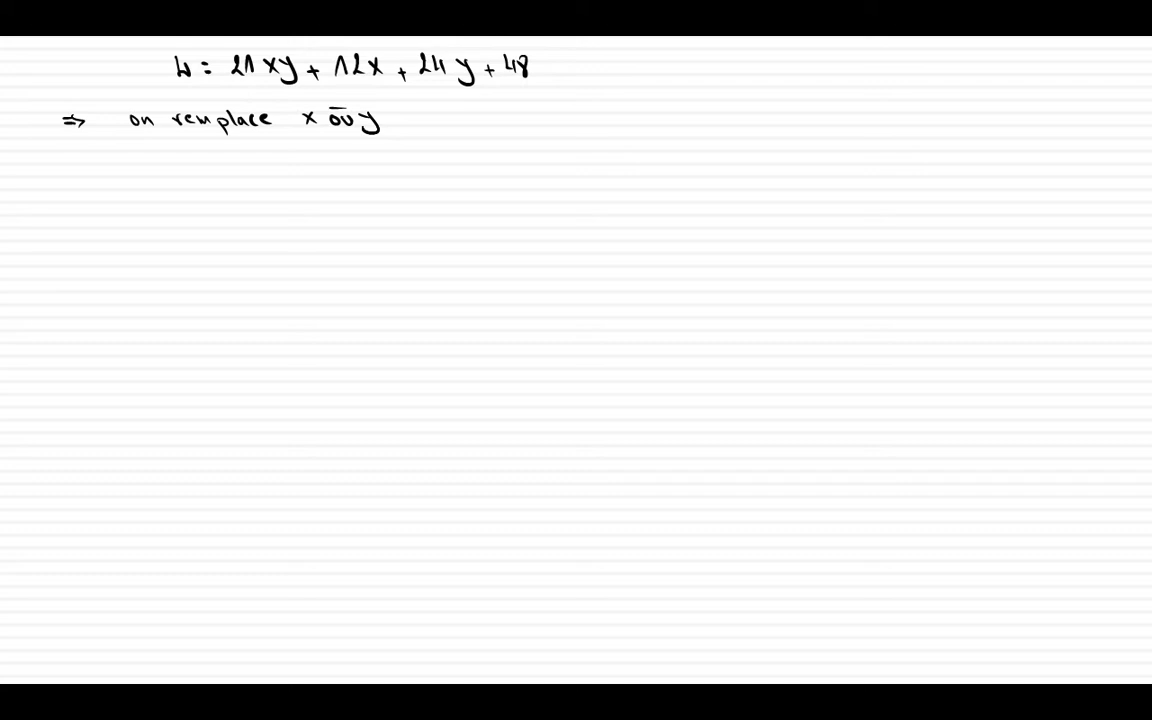 L = 21xy + 12x + 24y + 48
⇒ on remplace x ou y